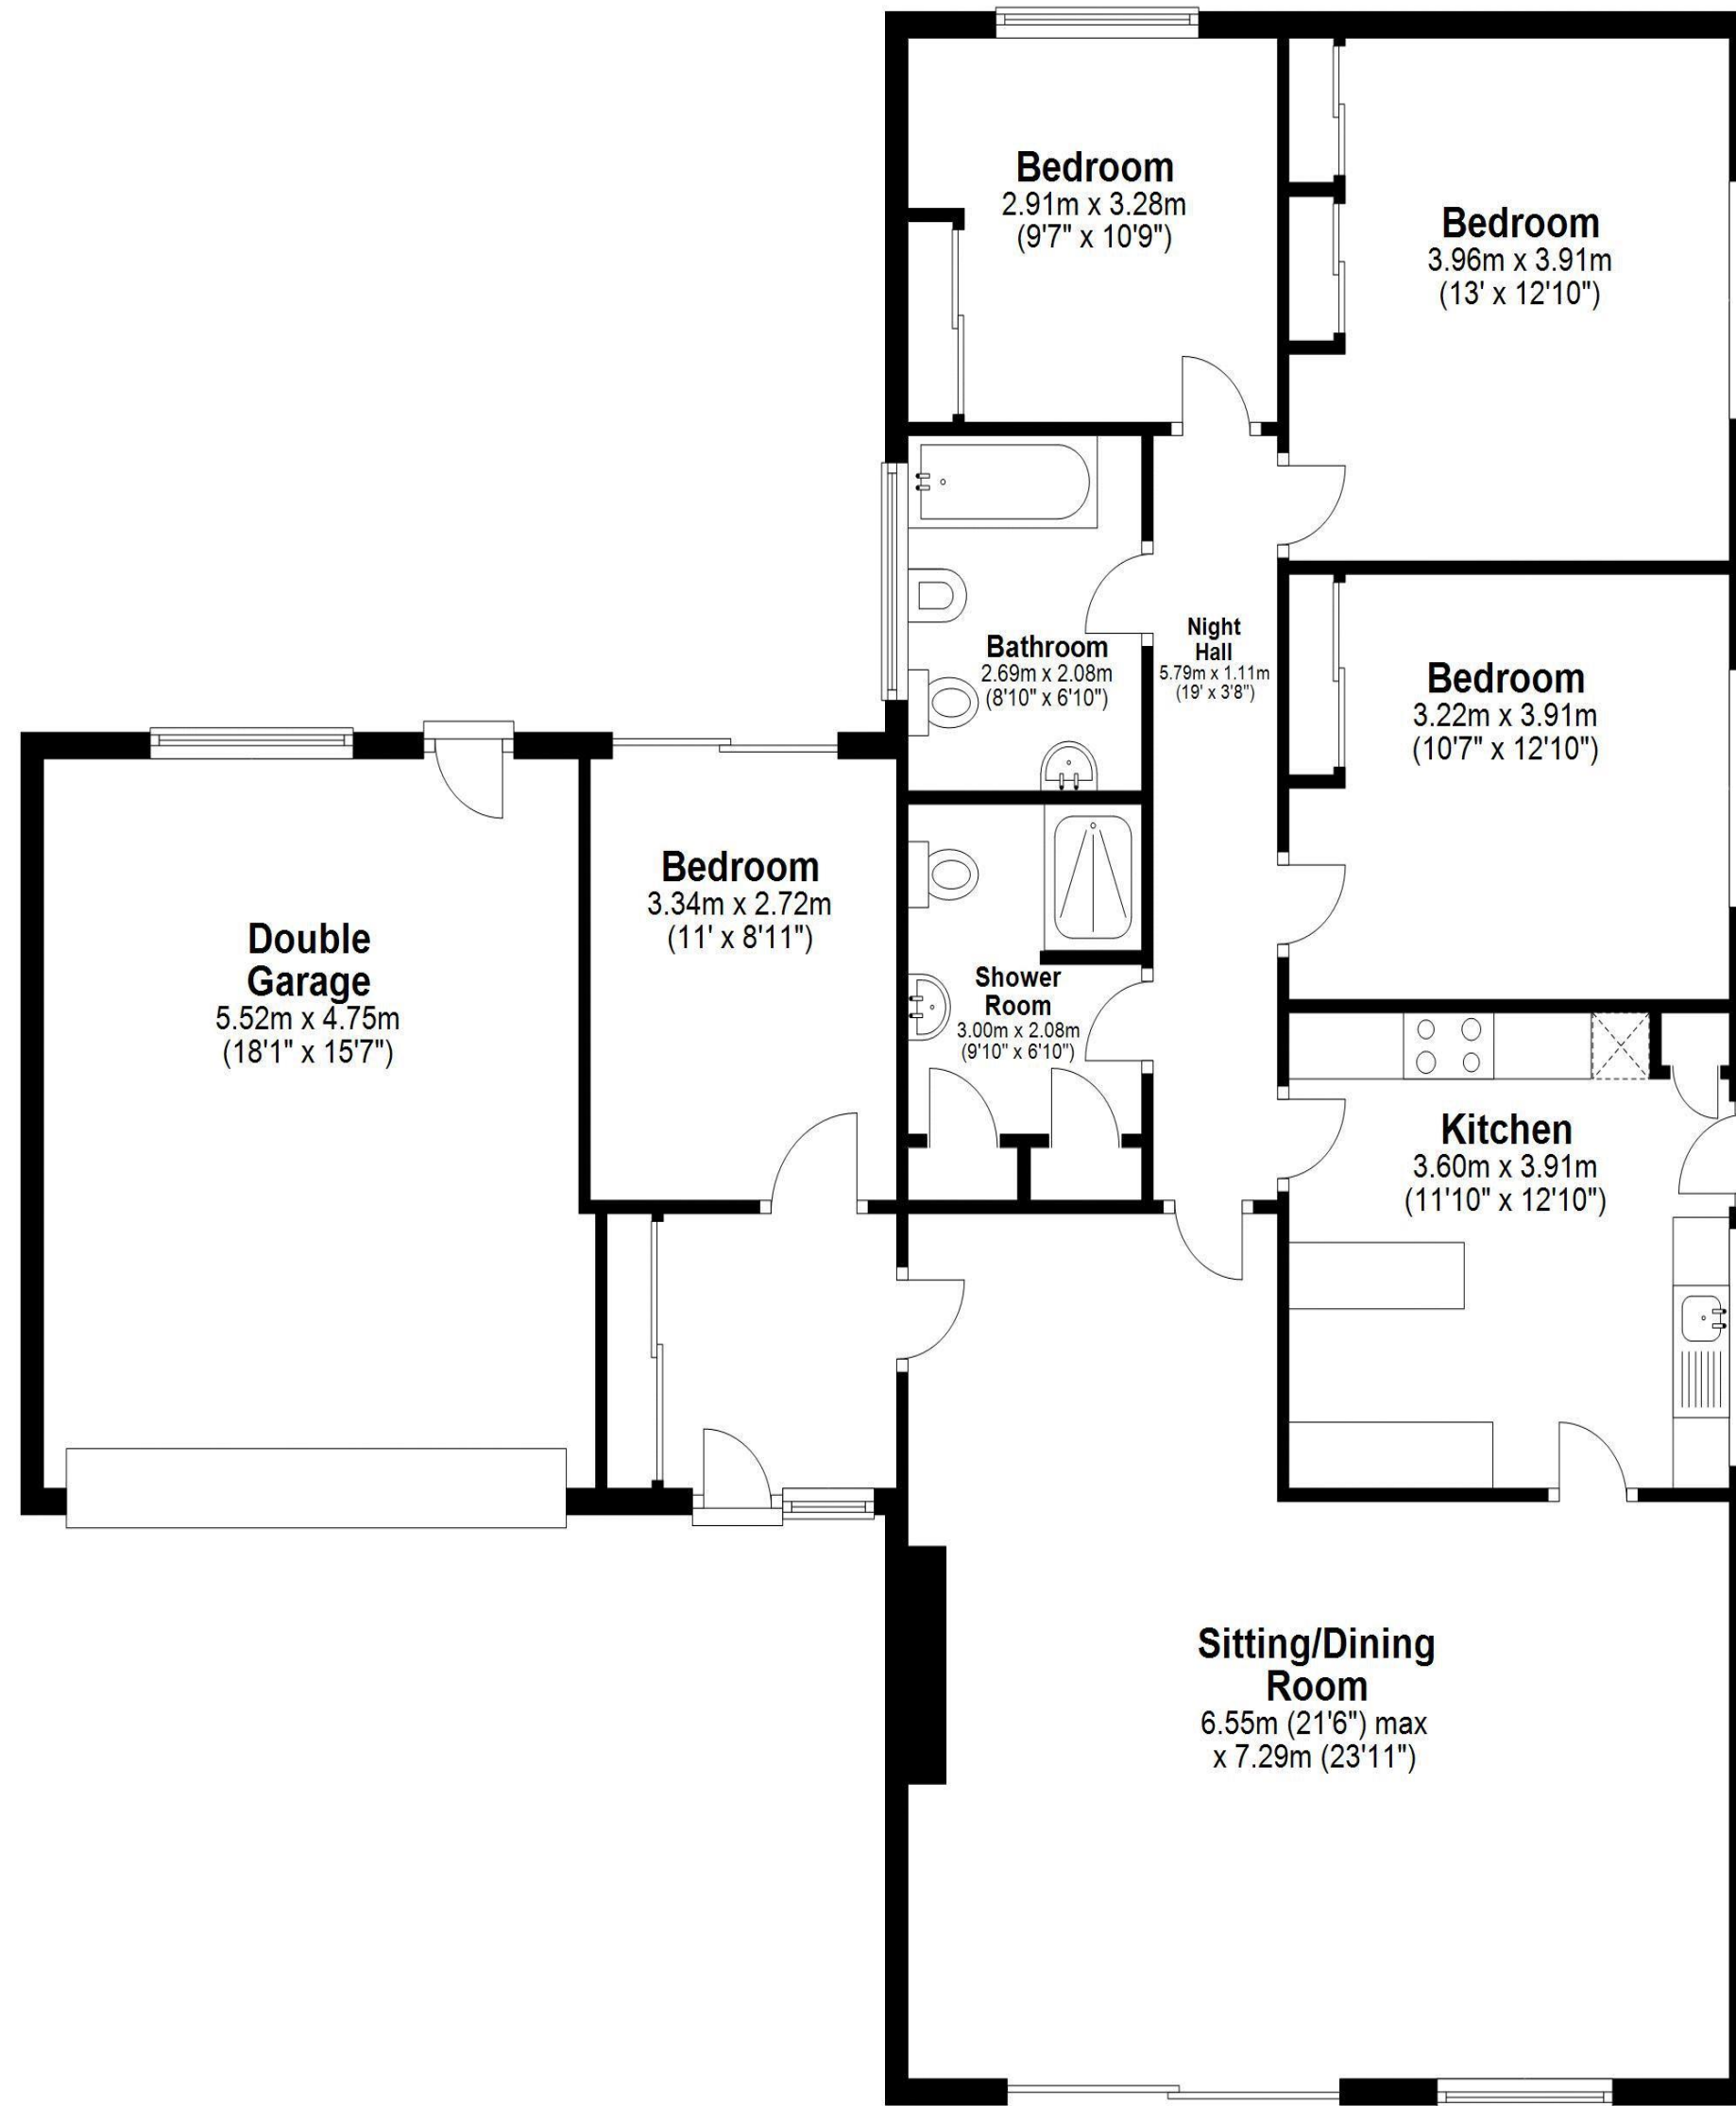 Bedroom
2.91m x 3.28m
(9'7" x 10'9")
Bedroom
3.96m x 3.91m
(13' x 12'10")
Bathroom
2.69m x 2.08m
(8'10" x 6'10")
Night
Hall
5.79m x 1.11m
(19' x 3'8")
Bedroom
3.22m x 3.91m
(10'7" x 12'10")
Double
Garage
5.52m x 4.75m
(18'1" x 15'7")
Bedroom
3.34m x 2.72m
(11' x 8'11")
Shower
Room
3.00m x 2.08m
(9'10" x 6'10")
Kitchen
3.60m x 3.91m
(11'10" x 12'10")
Sitting/Dining
Room
6.55m (21'6") max
x 7.29m (23'11")